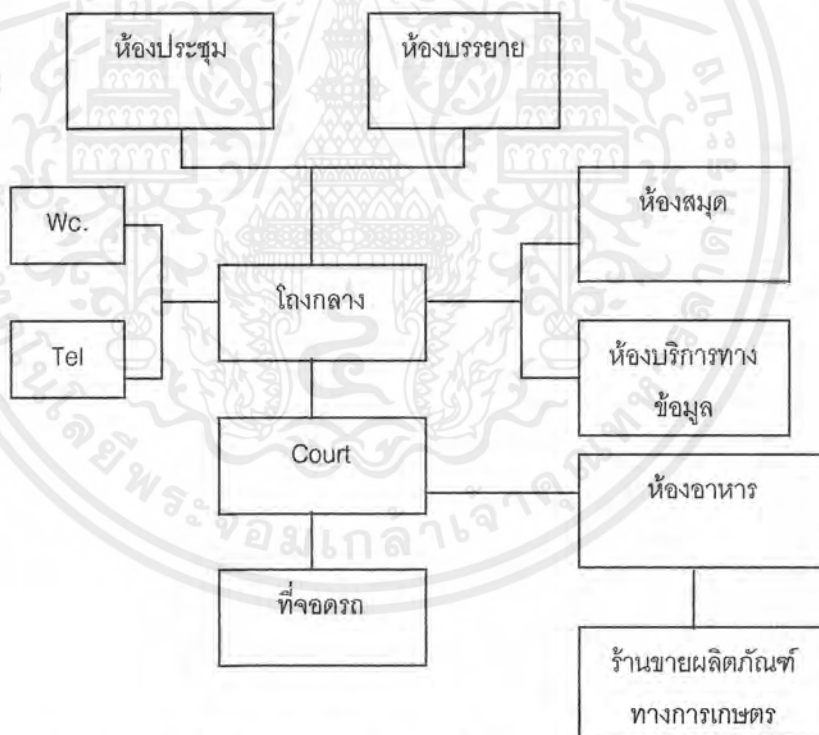 ห้องประชุม
ห้องบรรยาย
ห้องสมุด
Wc.
โถงกลาง
Tel
ห้องบริการทาง
ข้อมูล
Court
ห้องอาหาร
ที่จอดรถ
ร้านขายผลิตภัณฑ์
ทางการเกษตร